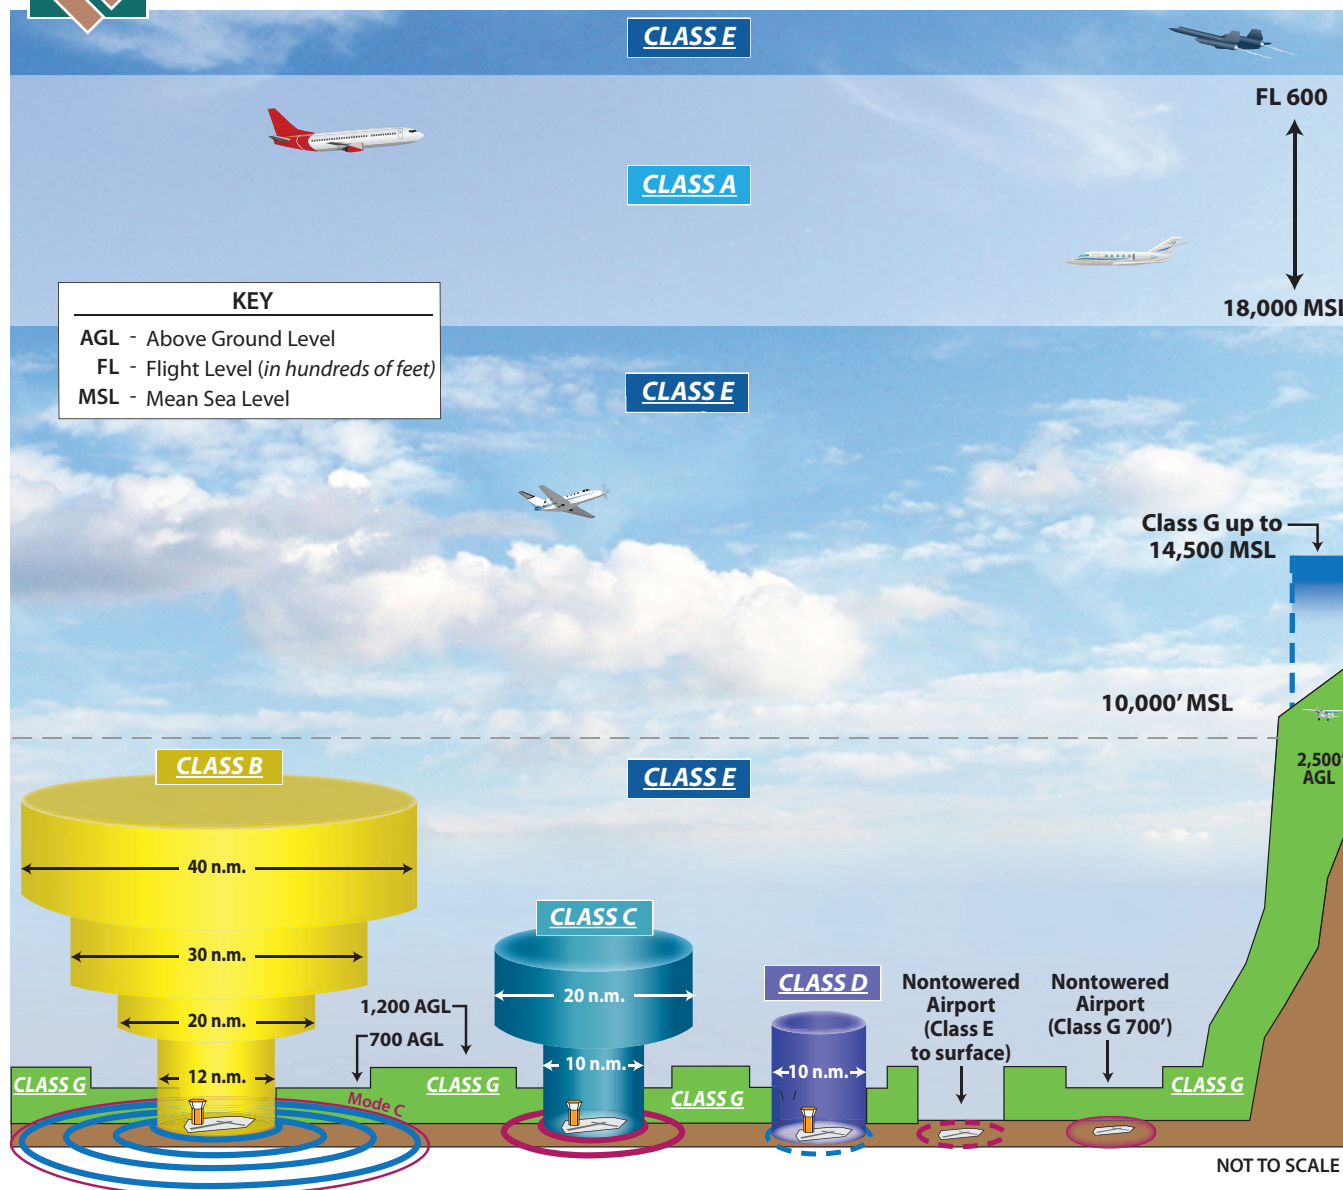 CLASS E
FL 600
CLASS A
18,000 MSL
KEY
AGL - Above Ground Level
FL - Flight Level (in hundreds of feet)
MSL - Mean Sea Level
CLASS E
Class G up to
14,500 MSL
10,000’ MSL
CLASS B
CLASS E
2,500’
AGL
40 n.m.
CLASS C
30 n.m.
CLASS D
Nontowered
Airport
(Class E
to surface)
Nontowered
Airport
(Class G 700’)
20 n.m.
1,200 AGL
20 n.m.
700 AGL
10 n.m.
10 n.m.
12 n.m.
CLASS G
CLASS G
CLASS G
CLASS G
Mode C
NOT TO SCALE